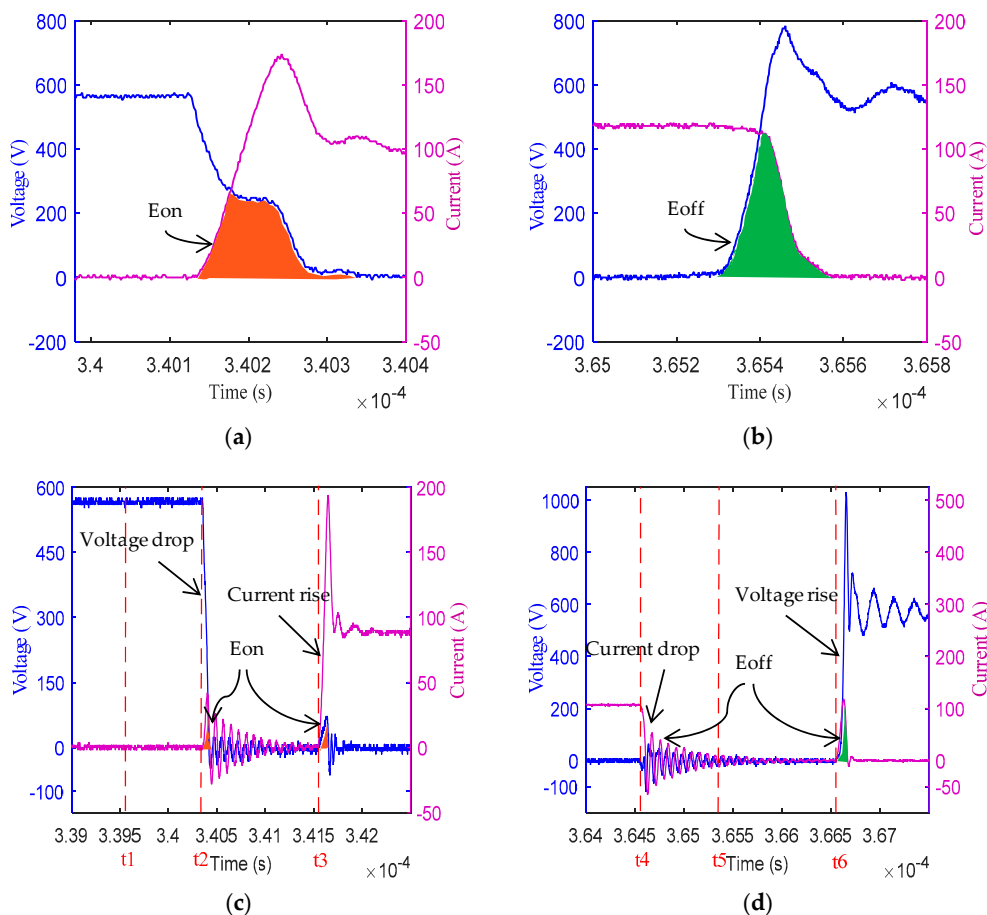 800
600
400
200
0
-200
200
150
100
50
0
-50
Voltage (V)
Current (A)
Eon
3.4
3.401
3.402
3.403
3.404
Time (s)
×10-4
(a)
800
600
400
200
0
-200
200
150
100
50
0
-50
Voltage (V)
Current (A)
Eoff
3.65
3.652
3.654
3.656
3.658
Time (s)
×10-4
(b)
600
450
300
150
0
-100
200
150
100
50
0
-50
Voltage (V)
Current (A)
Voltage drop
Current rise
Eon
3.39
3.395
3.4
3.405
3.41
3.415
3.42
t1
t2
Time (s)
t3
×10-4
(c)
1000
800
600
400
200
0
-100
500
400
300
200
100
0
-50
Voltage (V)
Current (A)
Voltage rise
Current drop
Eoff
3.64
3.645
3.65
3.655
3.66
3.665
3.67
t4
t5
Time (s)
t6
×10-4
(d)